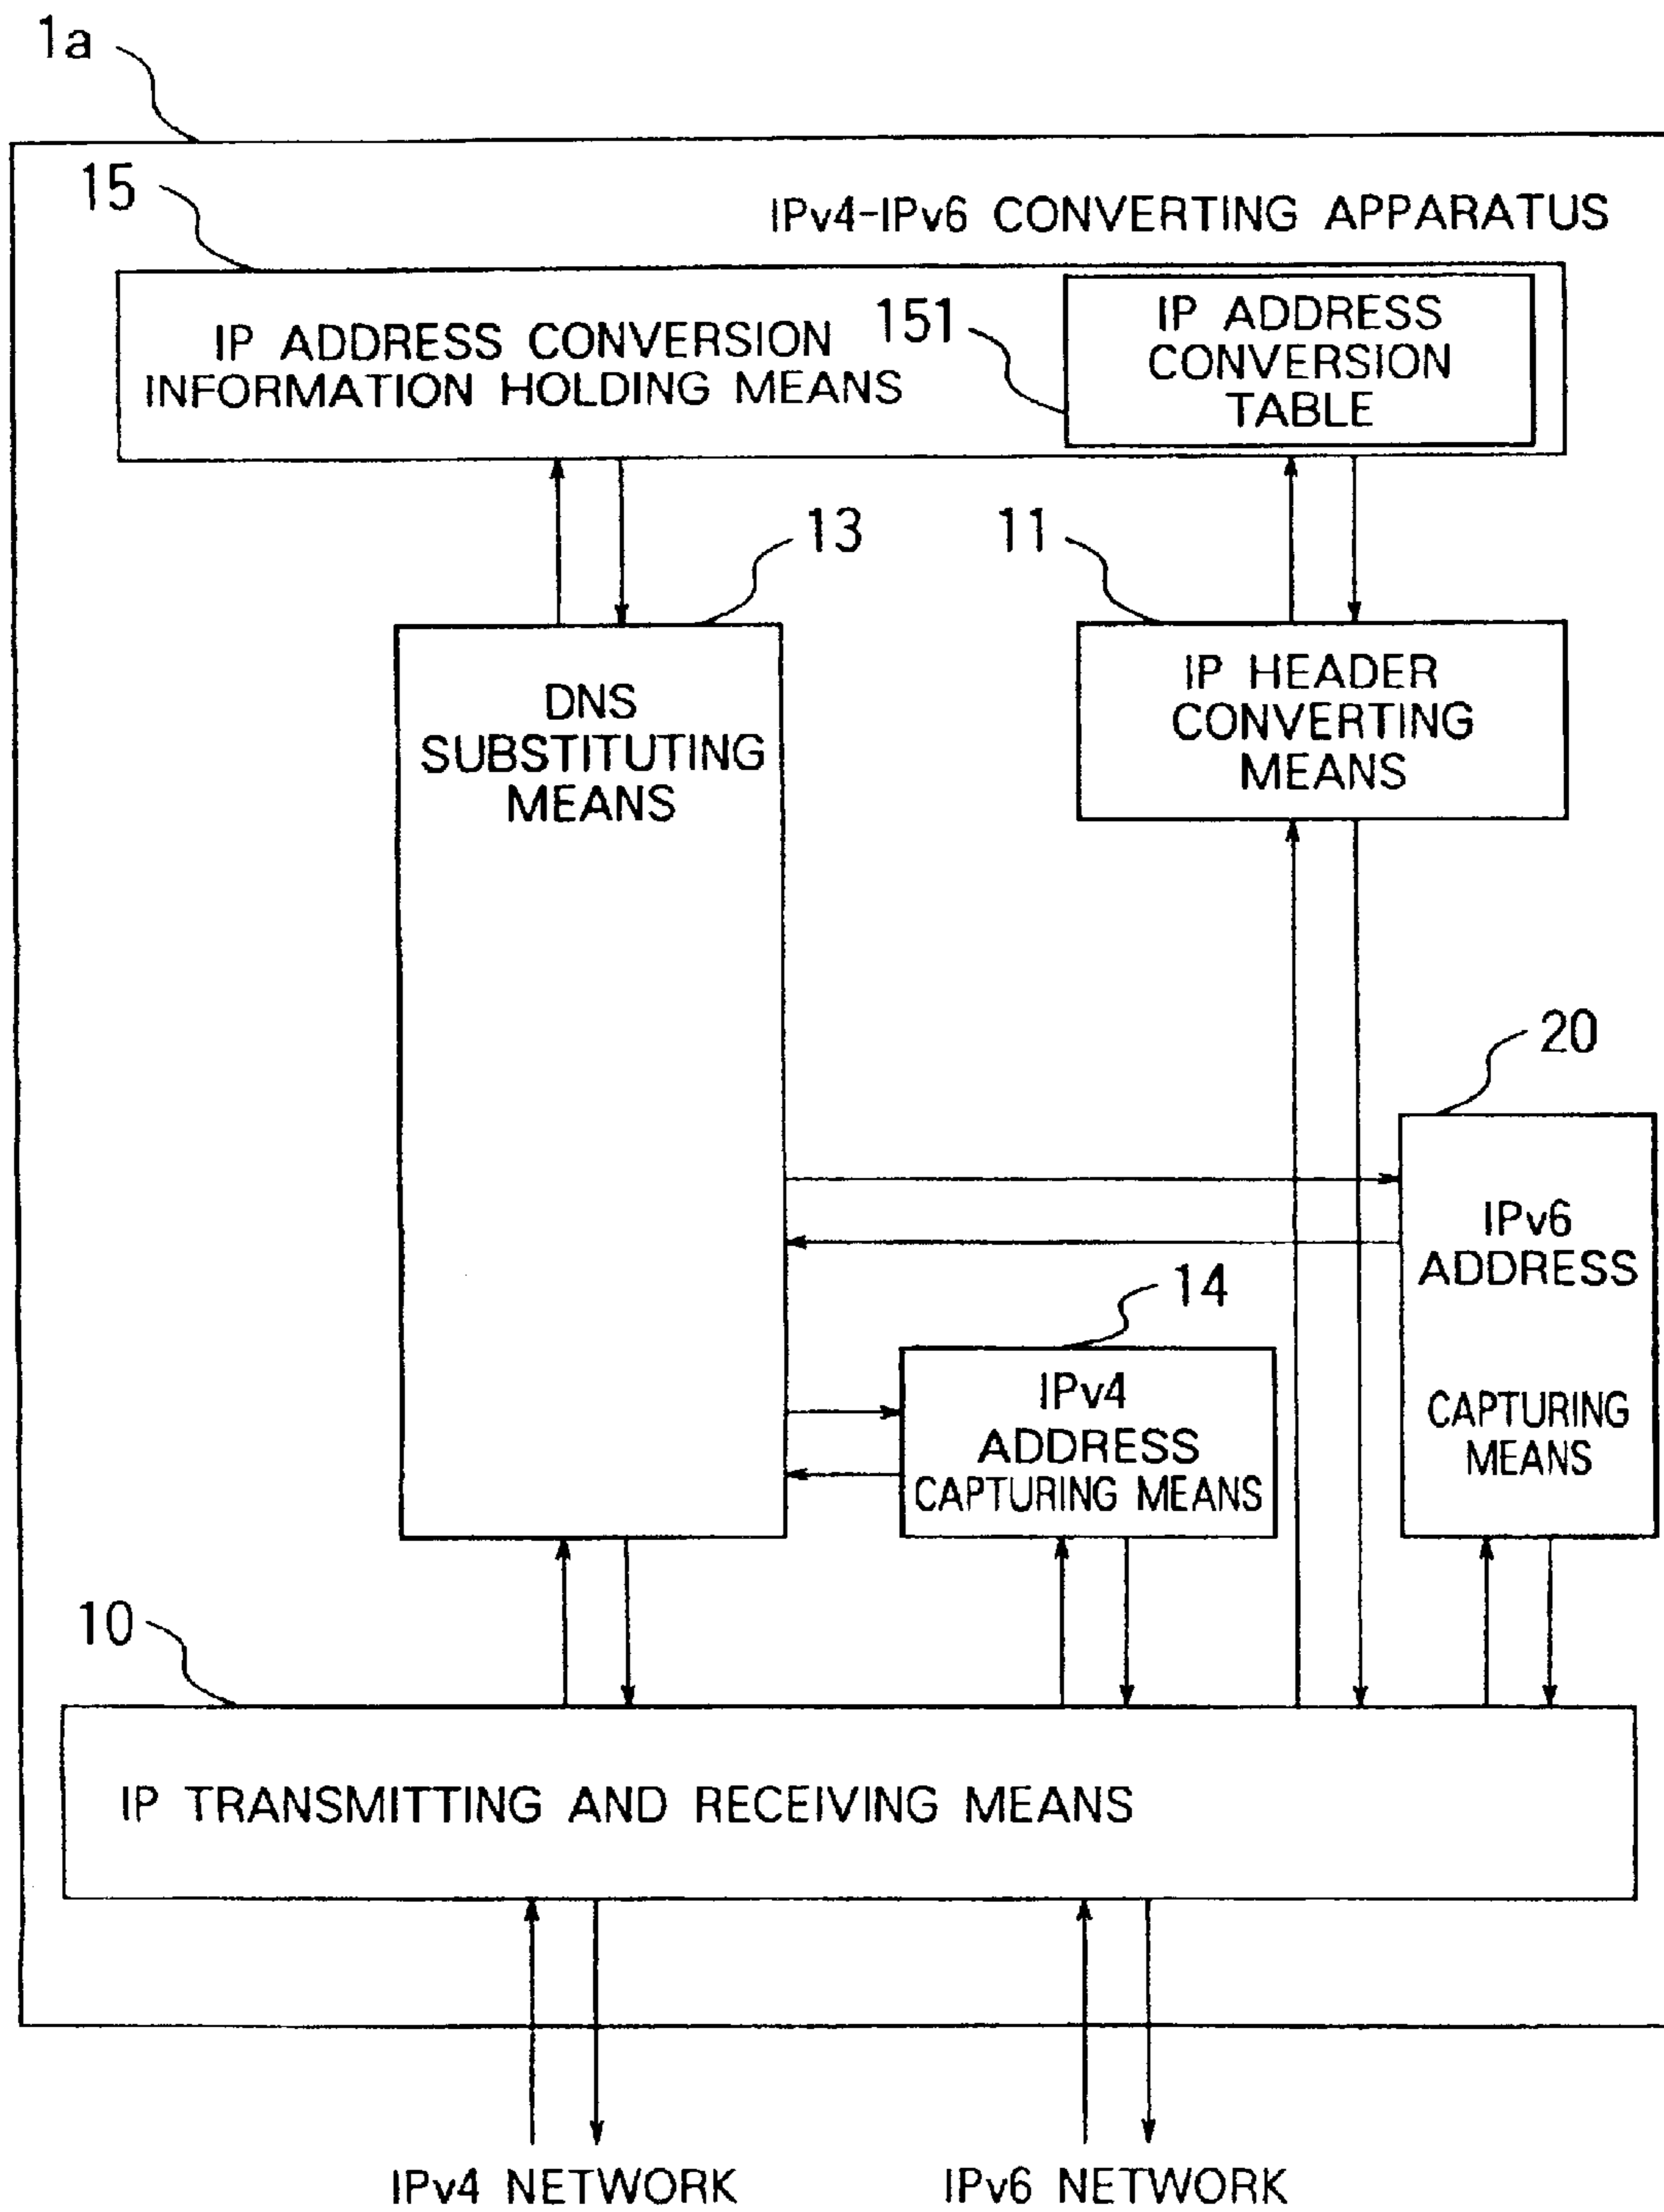 1a
15
IPv4-IPv6 CONVERTING APPARATUS
IP ADDRESS CONVERSION
INFORMATION HOLDING MEANS
151
IP ADDRESS
CONVERSION
TABLE
13
11
DNS
SUBSTITUTING
MEANS
IP HEADER
CONVERTING
MEANS
20
IPv6
ADDRESS
CAPTURING
MEANS
14
IPv4
ADDRESS
CAPTURING MEANS
10
IP TRANSMITTING AND RECEIVING MEANS
IPv4 NETWORK
IPv6 NETWORK